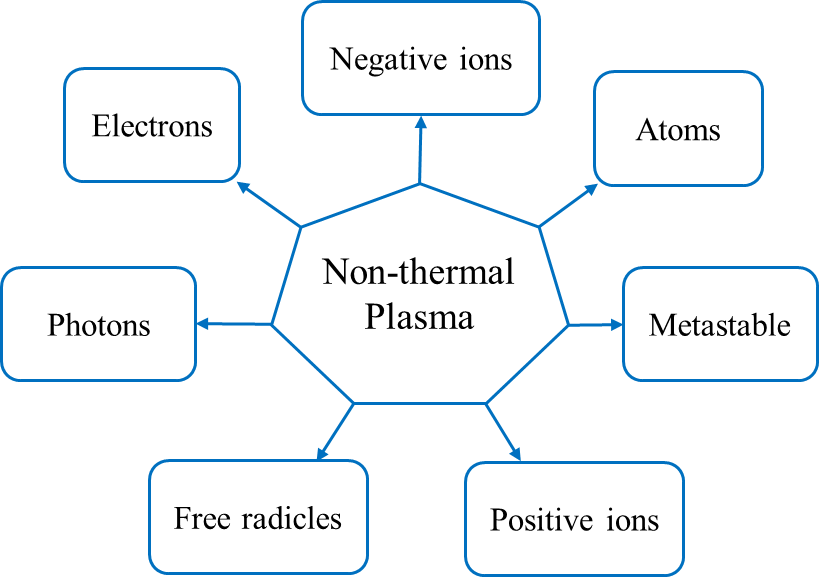 Negative ions
Electrons
Atoms
Non-thermal
Plasma
Photons
Metastable
Free radicles
Positive ions